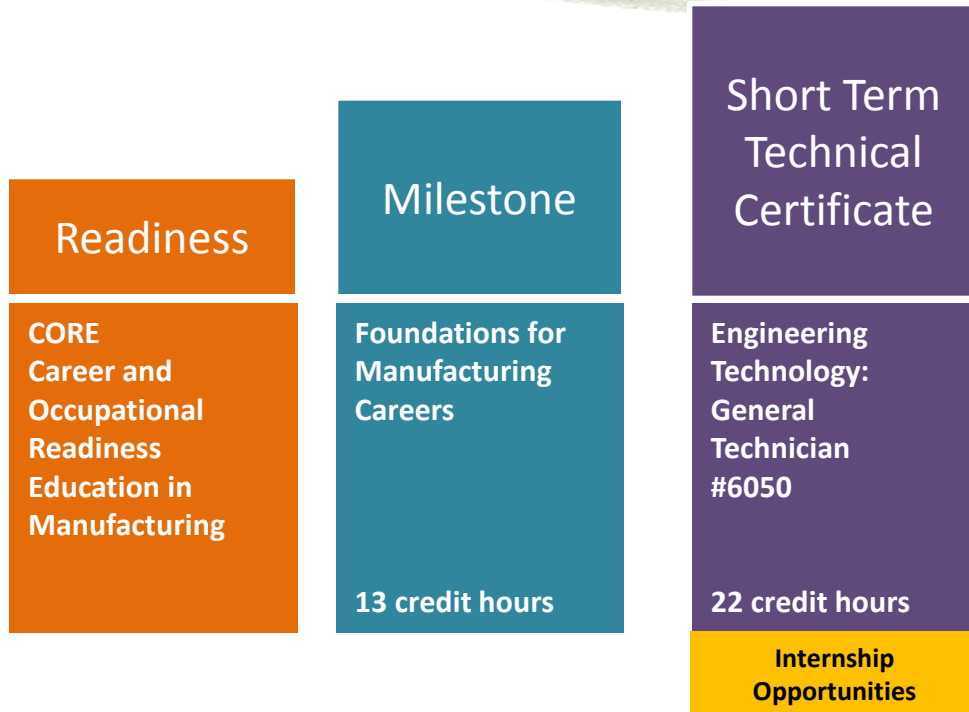 Readiness
CORE
Career and
Occupational
Readiness
Education in
Manufacturing
Milestone
Foundations for
Manufacturing
Careers
13 credit hours
Short Term
Technical
Certificate
Engineering
Technology:
General
Technician
#6050
22 credit hours
Internship
Opportunities